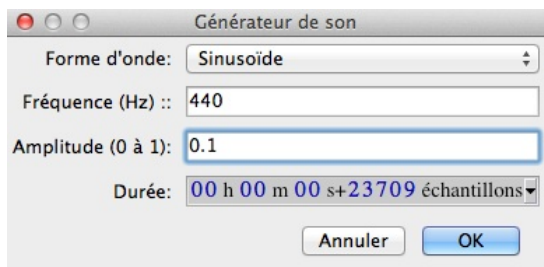 Générateur de son
Forme d'onde: Sinusoïde
Fréquence (Hz) :: 440
Amplitude (0 à 1): 0.1
Durée: 00 h 00 m 00 s+23709 échantillons
Annuler OK